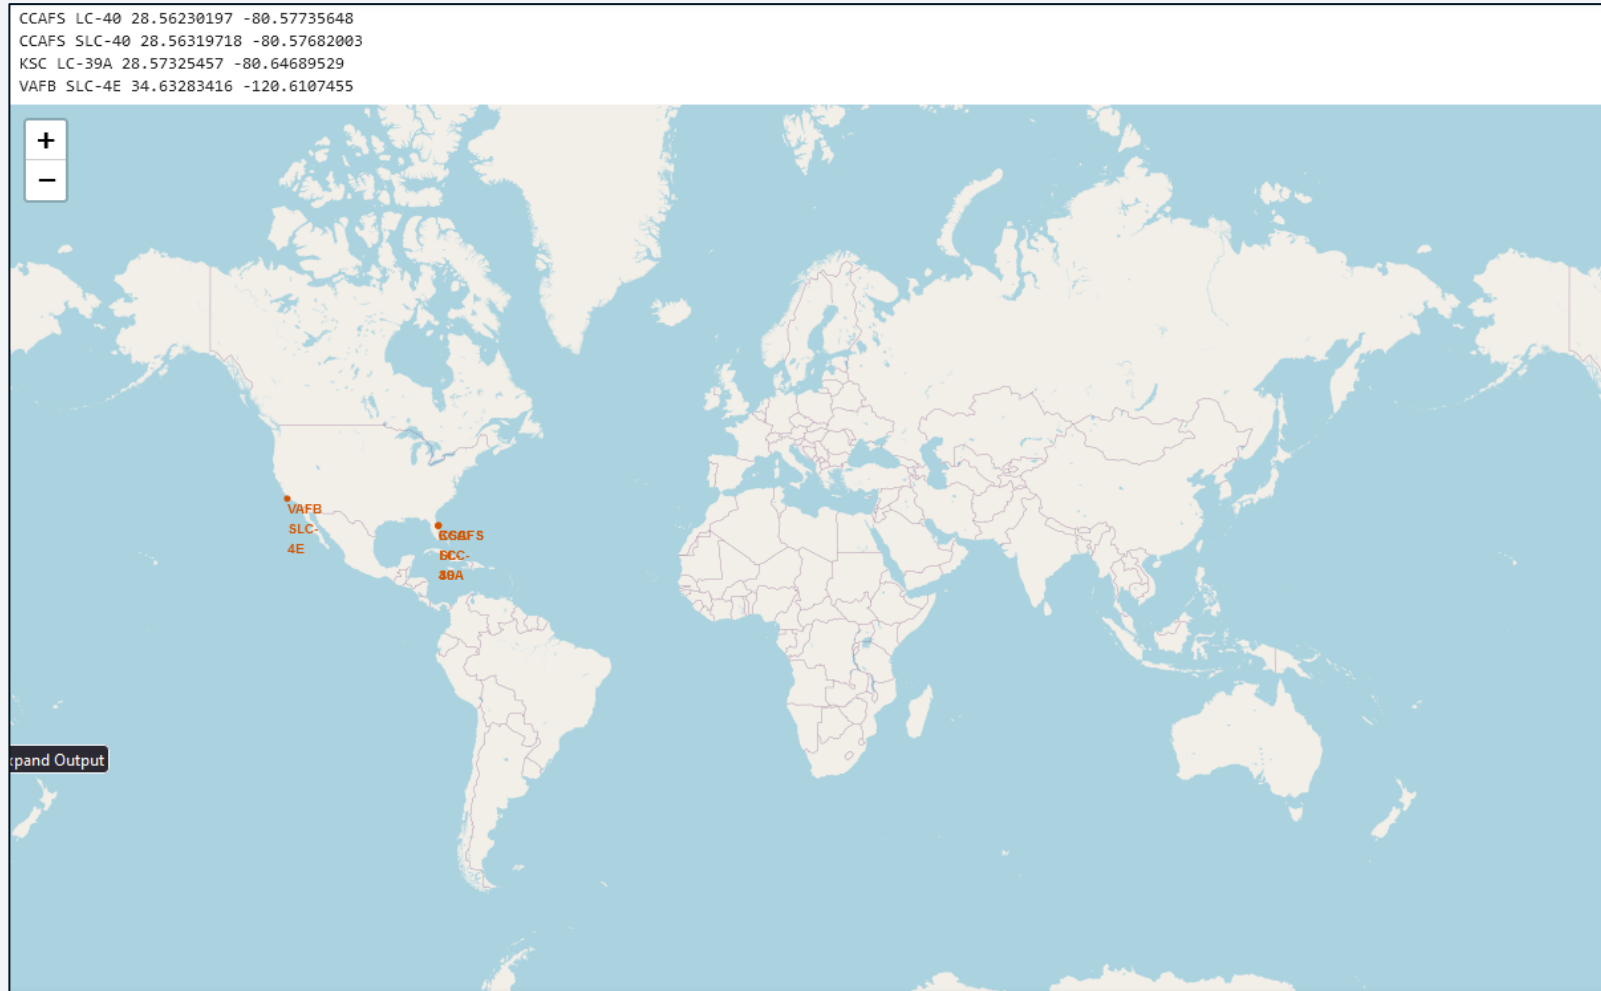 CCAFS LC-40 28.56230197 -80.57735648
CCAFS SLC-40 28.56319718 -80.57682003
KSC LC-39A 28.57325457 -80.64689529
VAFB SLC-4E 34.63283416 -120.6107455
+
−
VAFB
SLC-
4E
xpand Output